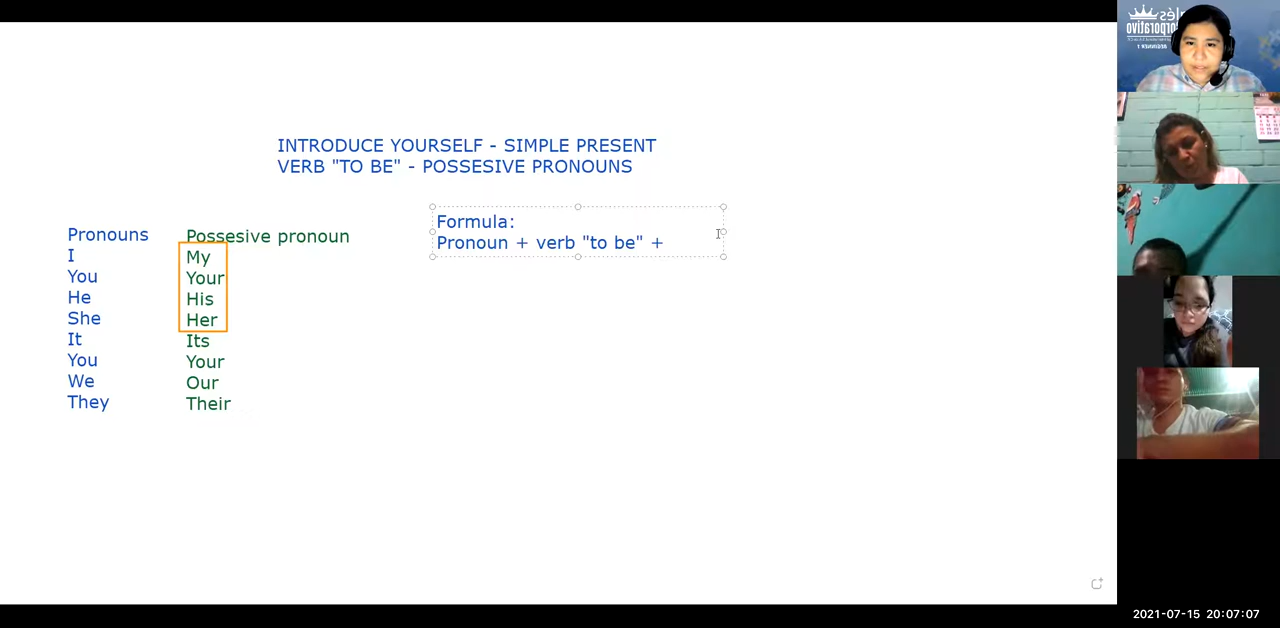 INTRODUCE YOURSELF - SIMPLE PRESENT
VERB "TO BE" - POSSESIVE PRONOUNS
Formula:
Pronoun + verb "to be" +
Pronouns
I
You
He
She
It
You
We
They
Possesive pronoun
My
Your
His
Her
Its
Your
Our
Their
2021-07-15 20:07:07